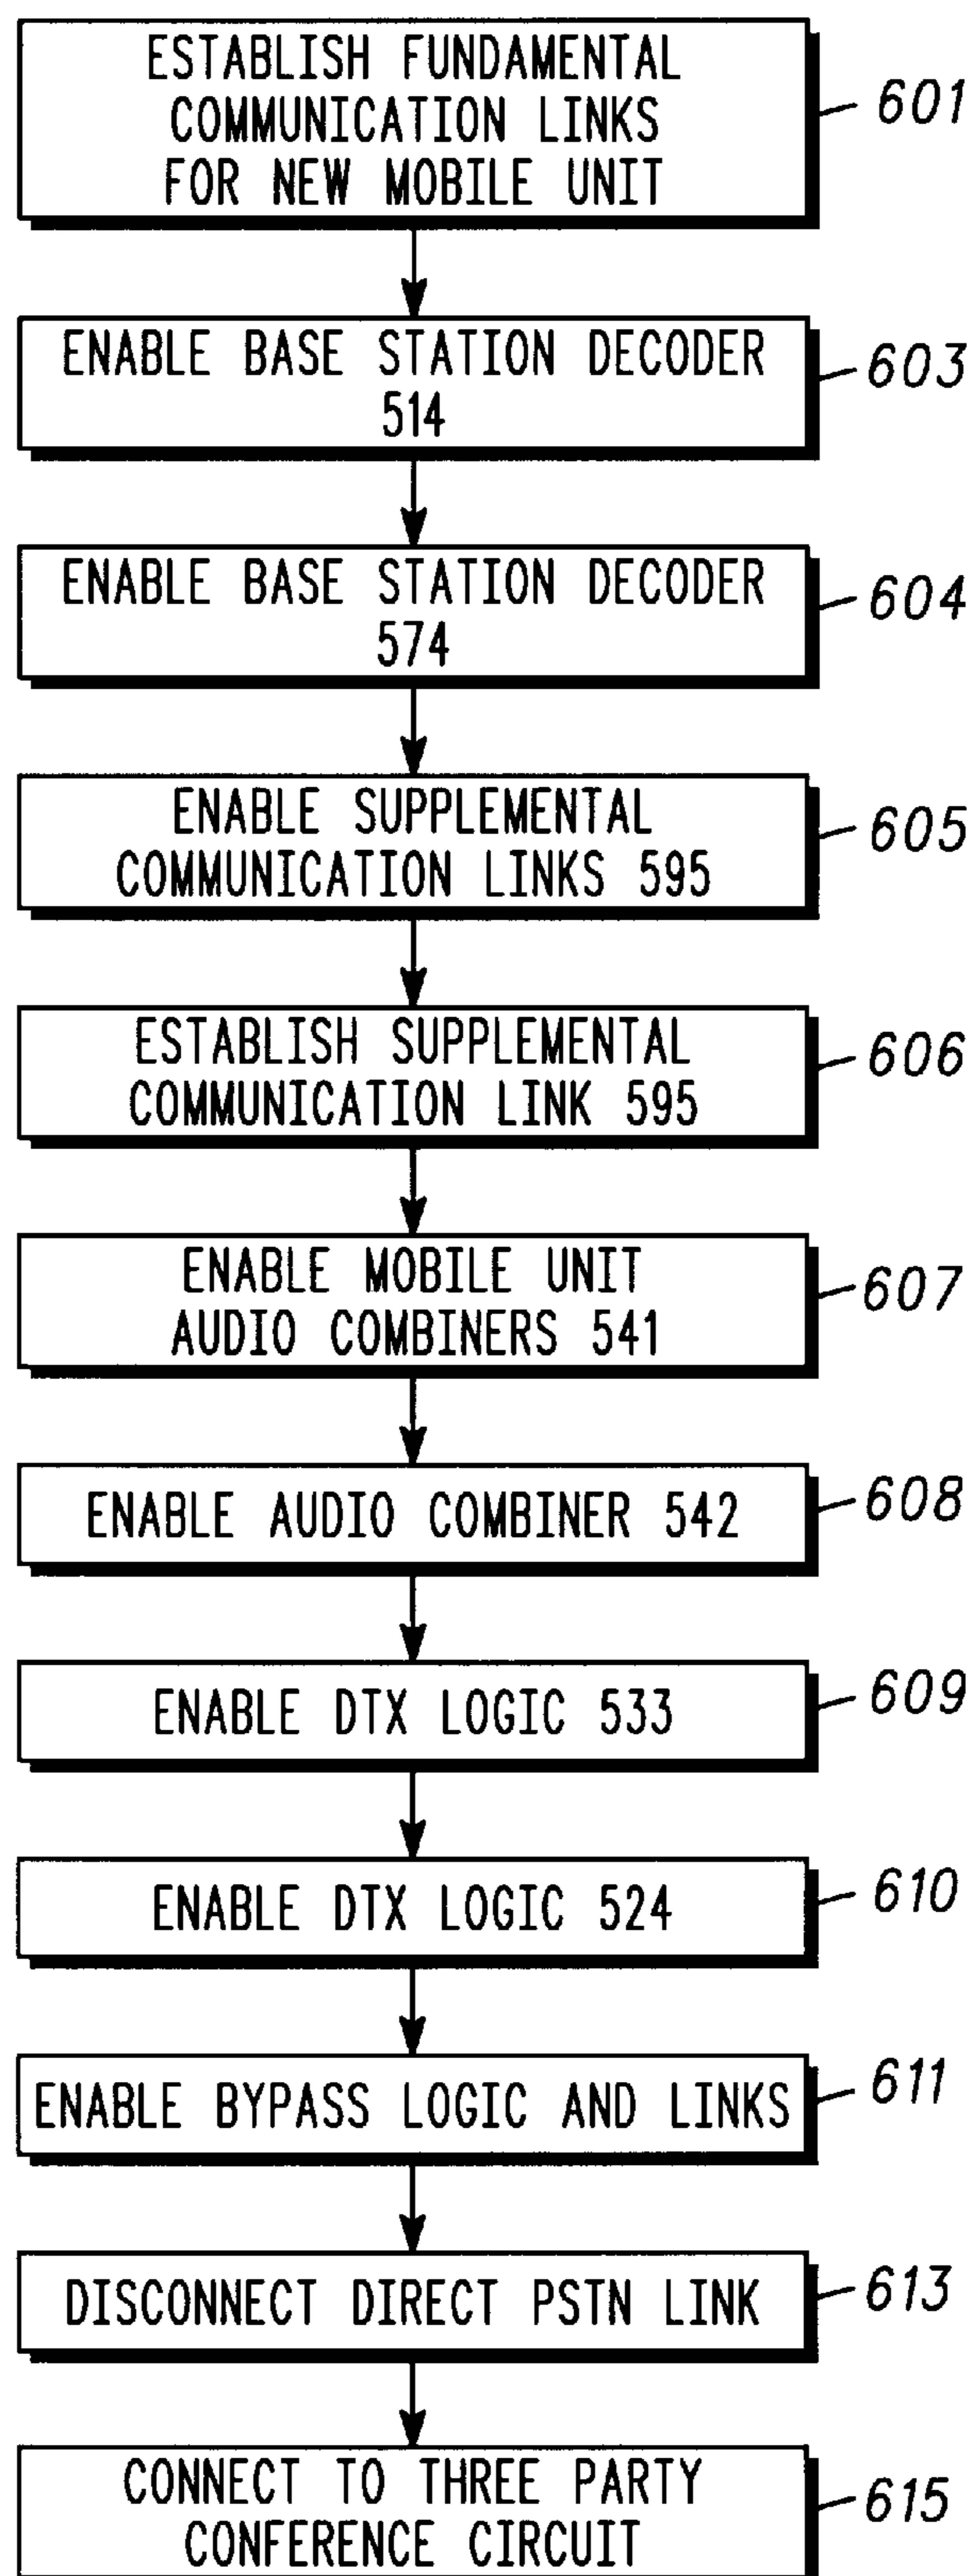 ESTABLISH FUNDAMENTAL
COMMUNICATION LINKS
FOR NEW MOBILE UNIT
601
ENABLE BASE STATION DECODER
514
603
ENABLE BASE STATION DECODER
574
604
ENABLE SUPPLEMENTAL
COMMUNICATION LINKS 595
605
ESTABLISH SUPPLEMENTAL
COMMUNICATION LINK 595
606
ENABLE MOBILE UNIT
AUDIO COMBINERS 541
607
ENABLE AUDIO COMBINER 542
608
ENABLE DTX LOGIC 533
609
ENABLE DTX LOGIC 524
610
ENABLE BYPASS LOGIC AND LINKS
611
DISCONNECT DIRECT PSTN LINK
613
CONNECT TO THREE PARTY
CONFERENCE CIRCUIT
615